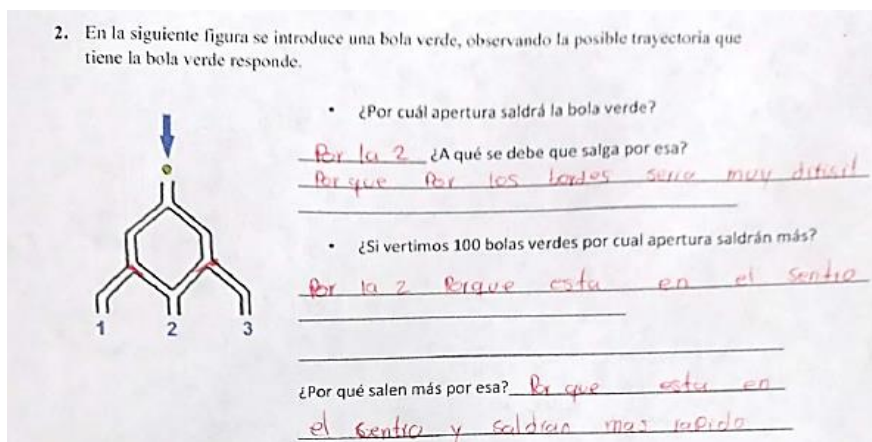 2. En la siguiente figura se introduce una bola verde, observando la posible trayectoria que
tiene la bola verde responde.
• ¿Por cuál apertura saldrá la bola verde?
Por la 2 ¿A qué se debe que salga por esa?
Por que Por los bordes seria muy dificil
• ¿Si vertimos 100 bolas verdes por cual apertura saldrán más?
Por la 2 Porque esta en el Sentro
1 2 3
¿Por qué salen más por esa? Por que esta en
el Sentro y saldran mas rapido